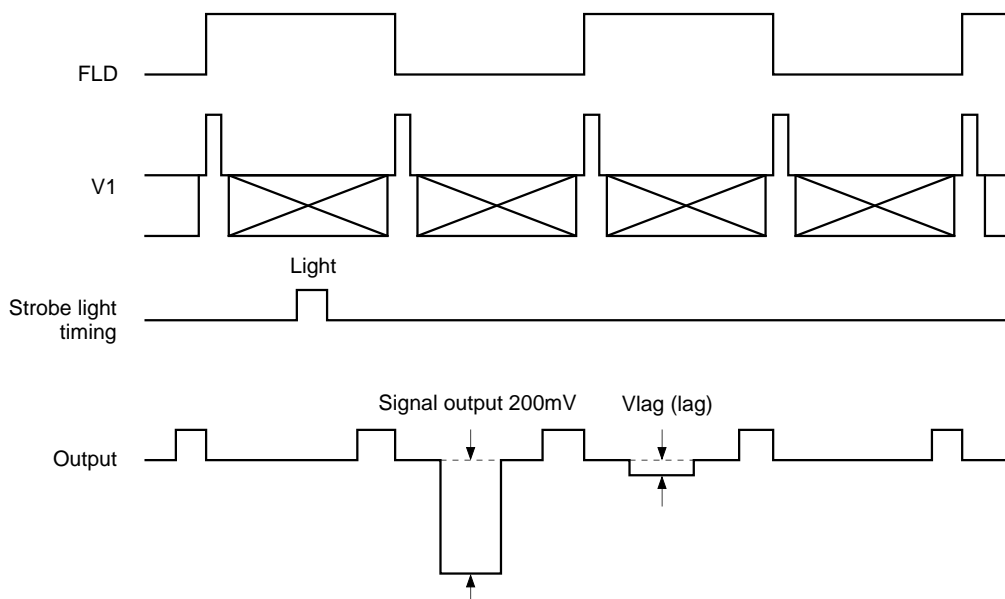 FLD
V1
Light
Strobe light
timing
Signal output 200mV
Vlag (lag)
Output